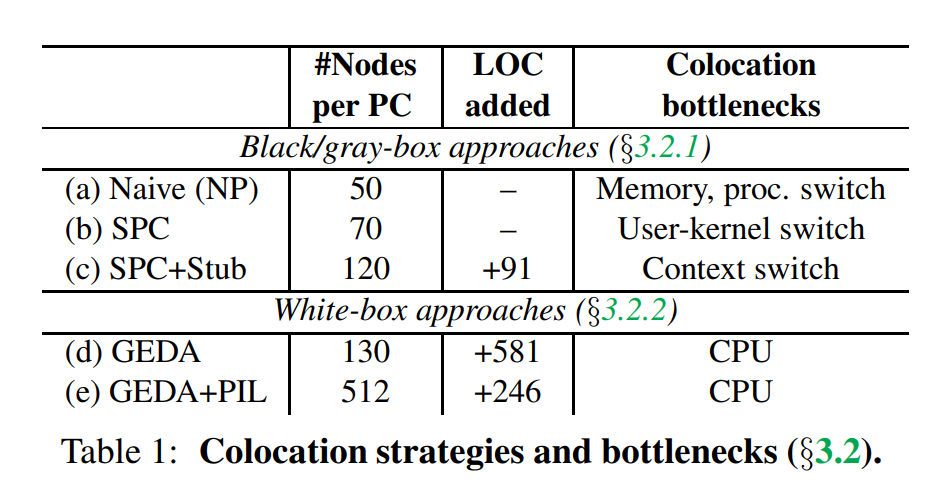 #Nodes LOC Colocation
per PC added bottlenecks
Black/gray-box approaches (§3.2.1)
(a) Naive (NP) 50 – Memory, proc. switch
(b) SPC 70 – User-kernel switch
(c) SPC+Stub 120 +91 Context switch
White-box approaches (§3.2.2)
(d) GEDA 130 +581 CPU
(e) GEDA+PIL 512 +246 CPU
Table 1: Colocation strategies and bottlenecks (§3.2).